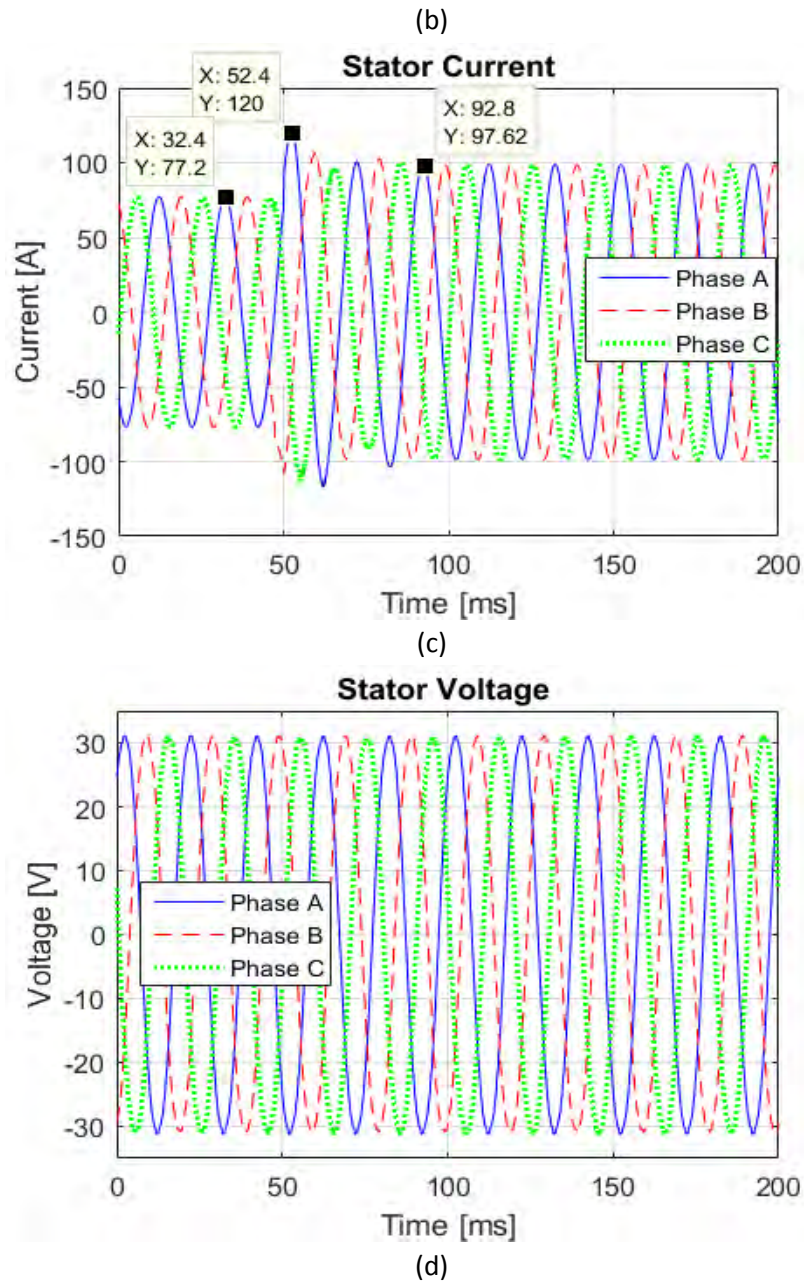 (b)
Stator Current
X: 52.4
Y: 120
X: 92.8
Y: 97.62
X: 32.4
Y: 77.2
150
100
50
0
-50
-100
-150
Current [A]
Phase A
Phase B
Phase C
0 50 100 150 200
Time [ms]
(c)
Stator Voltage
30
20
10
0
-10
-20
-30
Voltage [V]
Phase A
Phase B
Phase C
0 50 100 150 200
Time [ms]
(d)